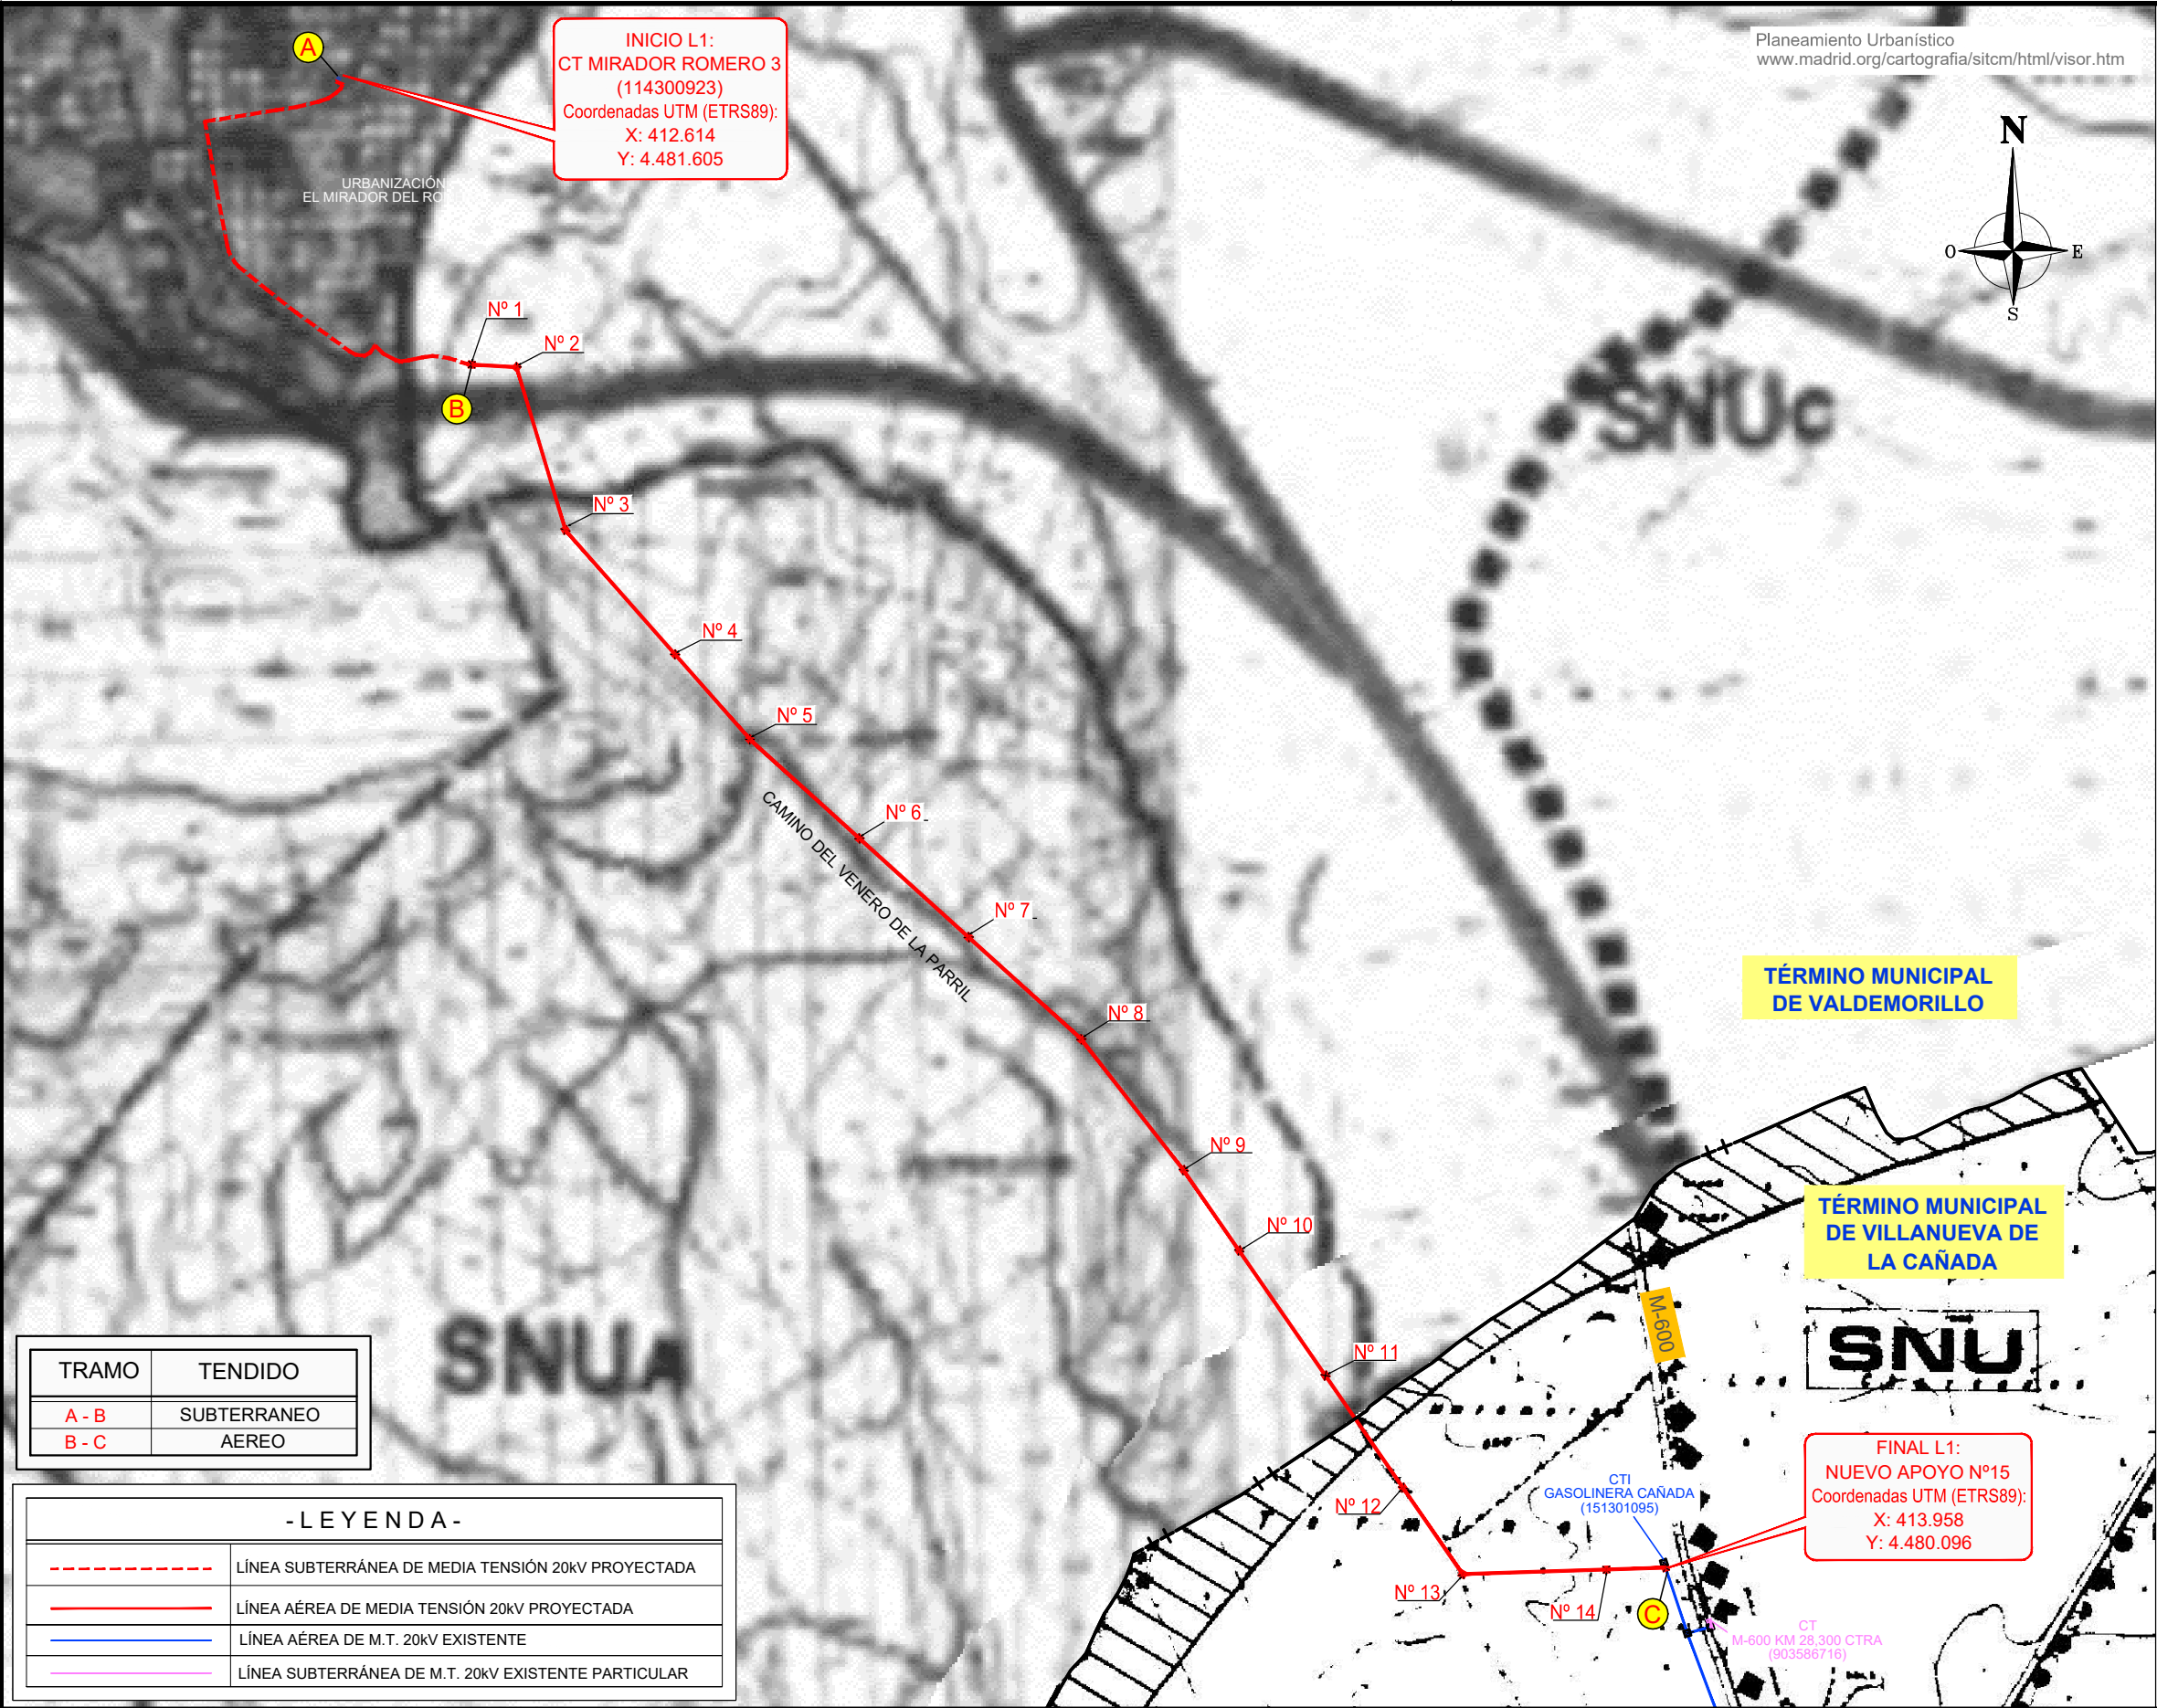 Planeamiento Urbanístico
www.madrid.org/cartografia/sitcm/html/visor.htm
A
INICIO L1:
CT MIRADOR ROMERO 3
(114300923)
Coordenadas UTM (ETRS89):
X: 412.614
Y: 4.481.605
N
O
E
S
URBANIZACIÓN
EL MIRADOR DEL RO
Nº 1
Nº 2
B
SNUc
Nº 3
Nº 4
Nº 5
Nº 6
CAMINO DEL VENERO DE LA PARRIL
Nº 7
TÉRMINO MUNICIPAL
DE VALDEMORILLO
Nº 8
Nº 9
TÉRMINO MUNICIPAL
DE VILLANUEVA DE
LA CAÑADA
Nº 10
M-600
SNU
SNUA
Nº 11
TRAMO TENDIDO
A - B SUBTERRANEO
B - C AEREO
FINAL L1:
NUEVO APOYO Nº15
Coordenadas UTM (ETRS89):
X: 413.958
Y: 4.480.096
CTI
GASOLINERA CAÑADA
(151301095)
Nº 12
Nº 13
Nº 14
C
CT
M-600 KM 28,300 CTRA
(903586716)
- L E Y E N D A -
LÍNEA SUBTERRÁNEA DE MEDIA TENSIÓN 20kV PROYECTADA
LÍNEA AÉREA DE MEDIA TENSIÓN 20kV PROYECTADA
LÍNEA AÉREA DE M.T. 20kV EXISTENTE
LÍNEA SUBTERRÁNEA DE M.T. 20kV EXISTENTE PARTICULAR